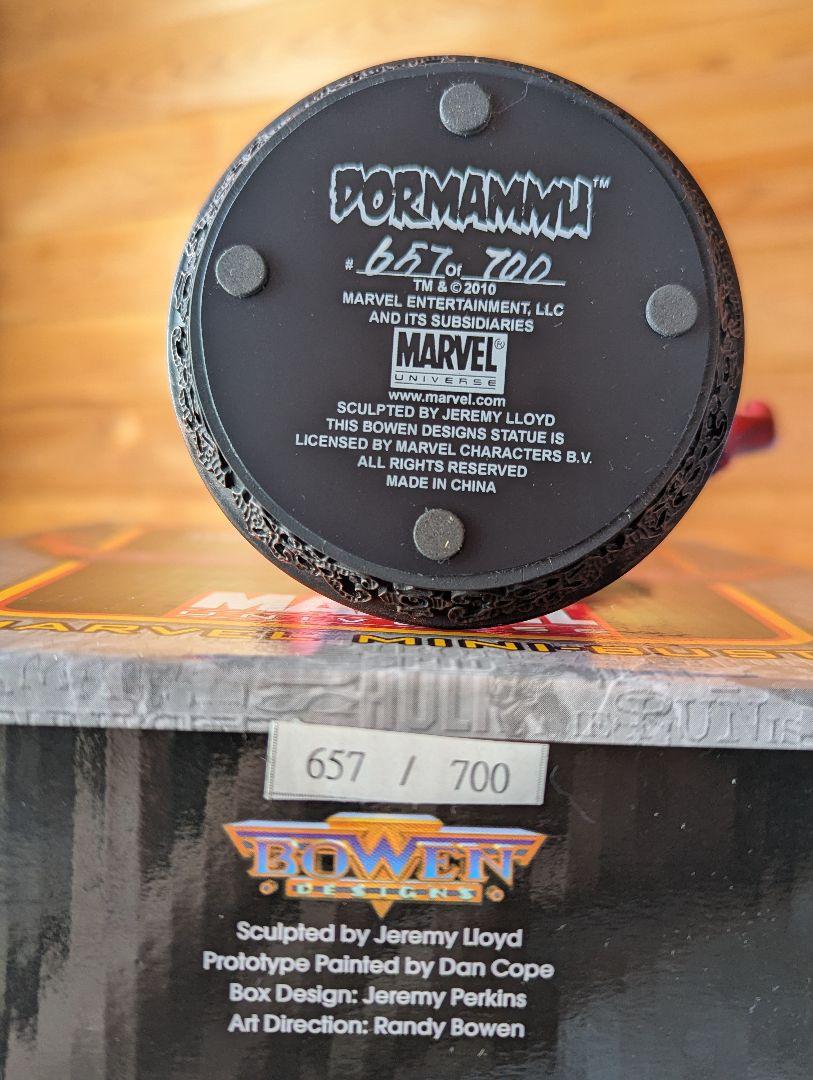 DORMAMMU™
# 657 of 700
TM & © 2010
MARVEL ENTERTAINMENT, LLC
AND ITS SUBSIDIARIES
MARVEL®
UNIVERSE
www.marvel.com
SCULPTED BY JEREMY LLOYD
THIS BOWEN DESIGNS STATUE IS
LICENSED BY MARVEL CHARACTERS B.V.
ALL RIGHTS RESERVED
MADE IN CHINA
MARVEL MINI-BUST
HULK
657 / 700
BOWEN
DESIGNS
Sculpted by Jeremy Lloyd
Prototype Painted by Dan Cope
Box Design: Jeremy Perkins
Art Direction: Randy Bowen